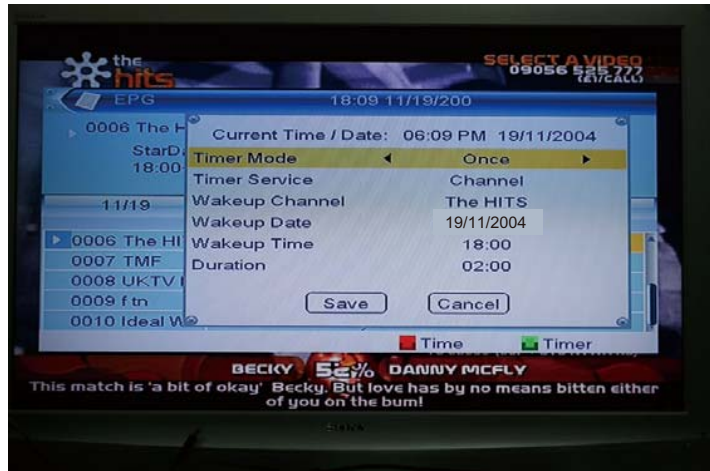 the
hits
SELECT A VIDEO
09056 525 777
(£1/CALL)
EPG 18:09 11/19/200
0006 The H
StarD
18:00
Current Time / Date: 06:09 PM 19/11/2004
Timer Mode Once
Timer Service Channel
Wakeup Channel The HITS
Wakeup Date 19/11/2004
Wakeup Time 18:00
Duration 02:00
Save Cancel
11/19
0006 The HI
0007 TMF
0008 UKTV
0009 ftn
0010 Ideal W
Time Timer
BECKY 52% DANNY MCFLY
This match is 'a bit of okay' Becky. But love has by no means bitten either
of you on the bum!